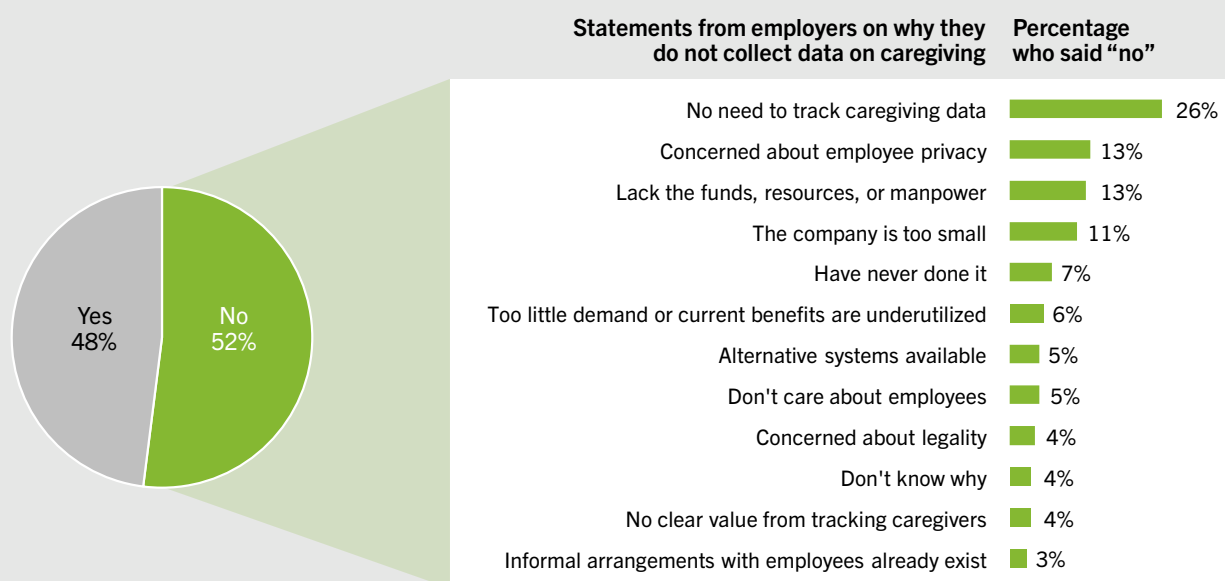 Statements from employers on why they
do not collect data on caregiving
Percentage
who said “no”
No need to track caregiving data 26%
Concerned about employee privacy 13%
Lack the funds, resources, or manpower 13%
The company is too small 11%
Have never done it 7%
Too little demand or current benefits are underutilized 6%
Alternative systems available 5%
Don't care about employees 5%
Concerned about legality 4%
Don't know why 4%
No clear value from tracking caregivers 4%
Informal arrangements with employees already exist 3%
Yes
48%
No
52%